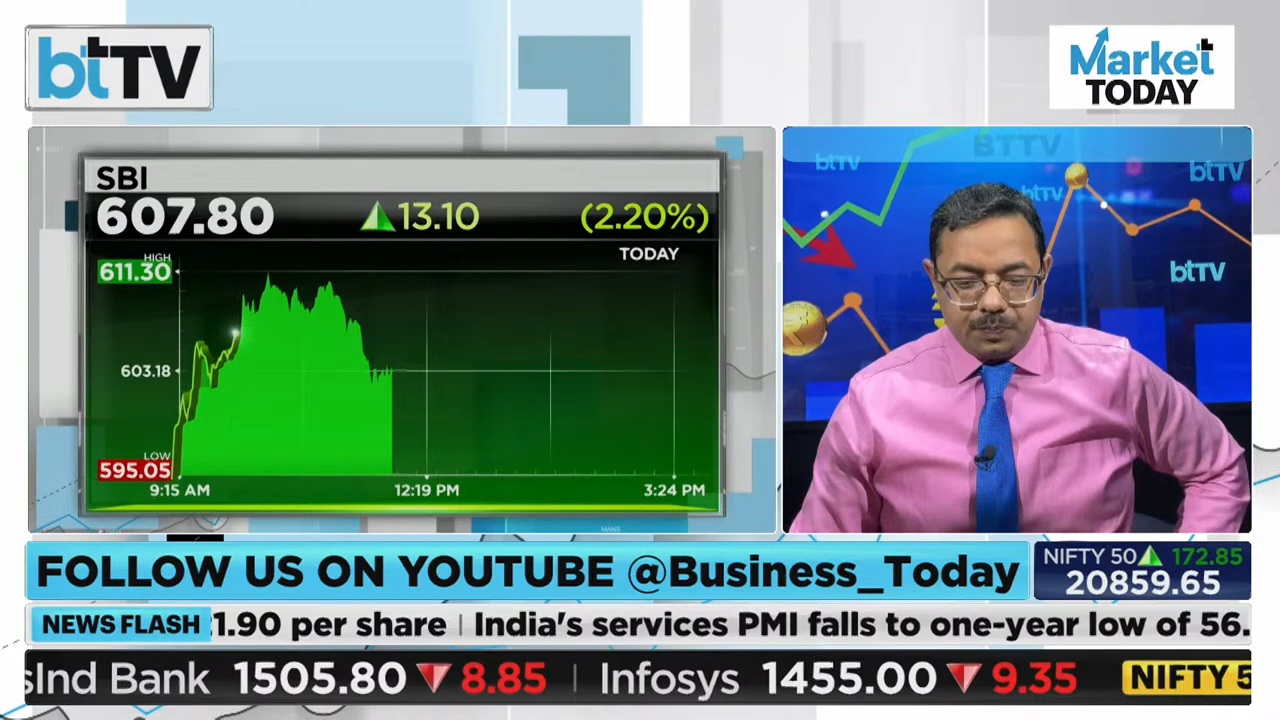 btTV
Market
TODAY
SBI
607.80 13.10 (2.20%)
TODAY
HIGH
611.30
603.18
LOW
595.05
9:15 AM 12:19 PM 3:24 PM
BTTV
btTV
btTV
btTV
btTV
FOLLOW US ON YOUTUBE @Business_Today
NIFTY 50 172.85
20859.65
NEWS FLASH 1.90 per share | India's services PMI falls to one-year low of 56.
sInd Bank 1505.80 8.85 | Infosys 1455.00 9.35 NIFTY 5